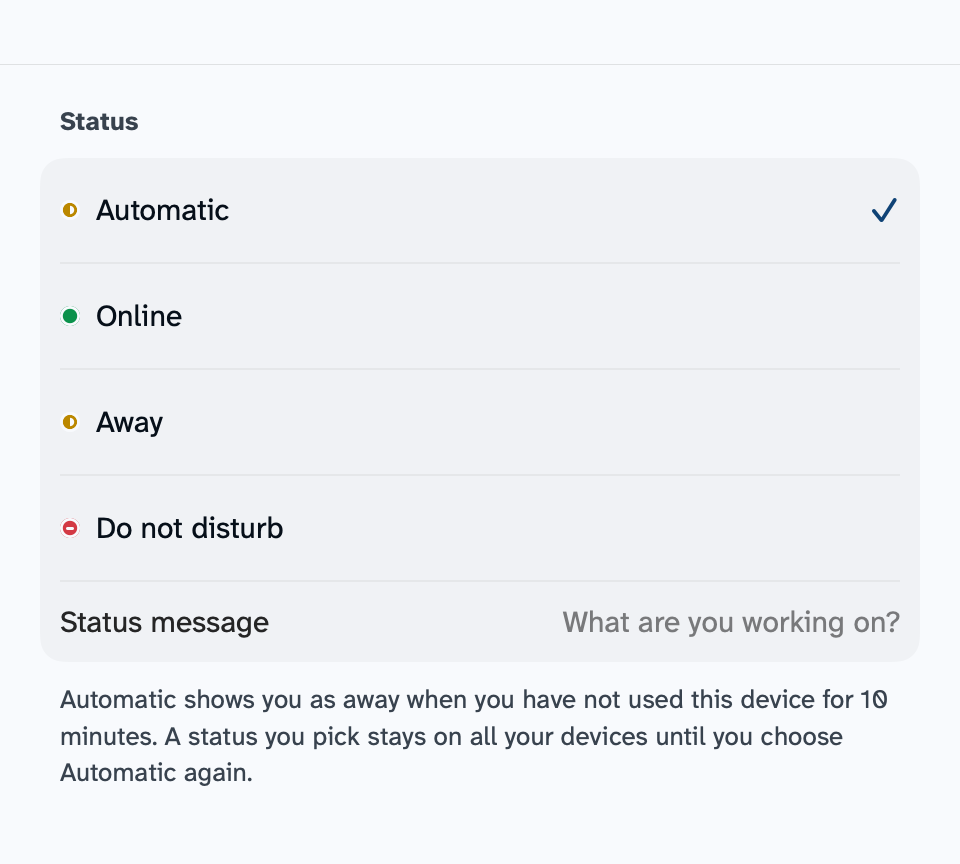 Status
Automatic
Online
Away
Do not disturb
Status message What are you working on?
Automatic shows you as away when you have not used this device for 10
minutes. A status you pick stays on all your devices until you choose
Automatic again.